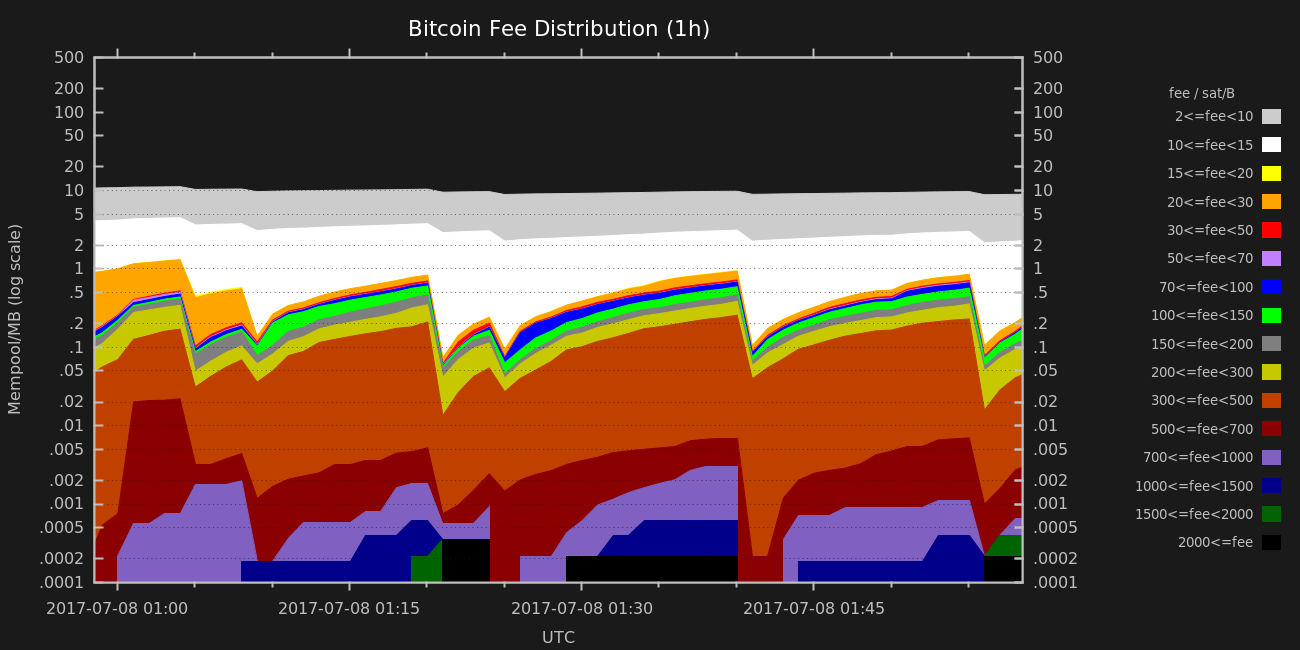 Bitcoin Fee Distribution (1h)
500
200
100
50
20
10
5
2
1
.5
.2
.1
.05
.02
.01
.005
.002
.001
.0005
.0002
.0001
Mempool/MB (log scale)
500
200
100
50
20
10
5
2
1
.5
.2
.1
.05
.02
.01
.005
.002
.001
.0005
.0002
.0001
2017-07-08 01:00 2017-07-08 01:15 2017-07-08 01:30 2017-07-08 01:45
UTC
fee / sat/B
2<=fee<10
10<=fee<15
15<=fee<20
20<=fee<30
30<=fee<50
50<=fee<70
70<=fee<100
100<=fee<150
150<=fee<200
200<=fee<300
300<=fee<500
500<=fee<700
700<=fee<1000
1000<=fee<1500
1500<=fee<2000
2000<=fee